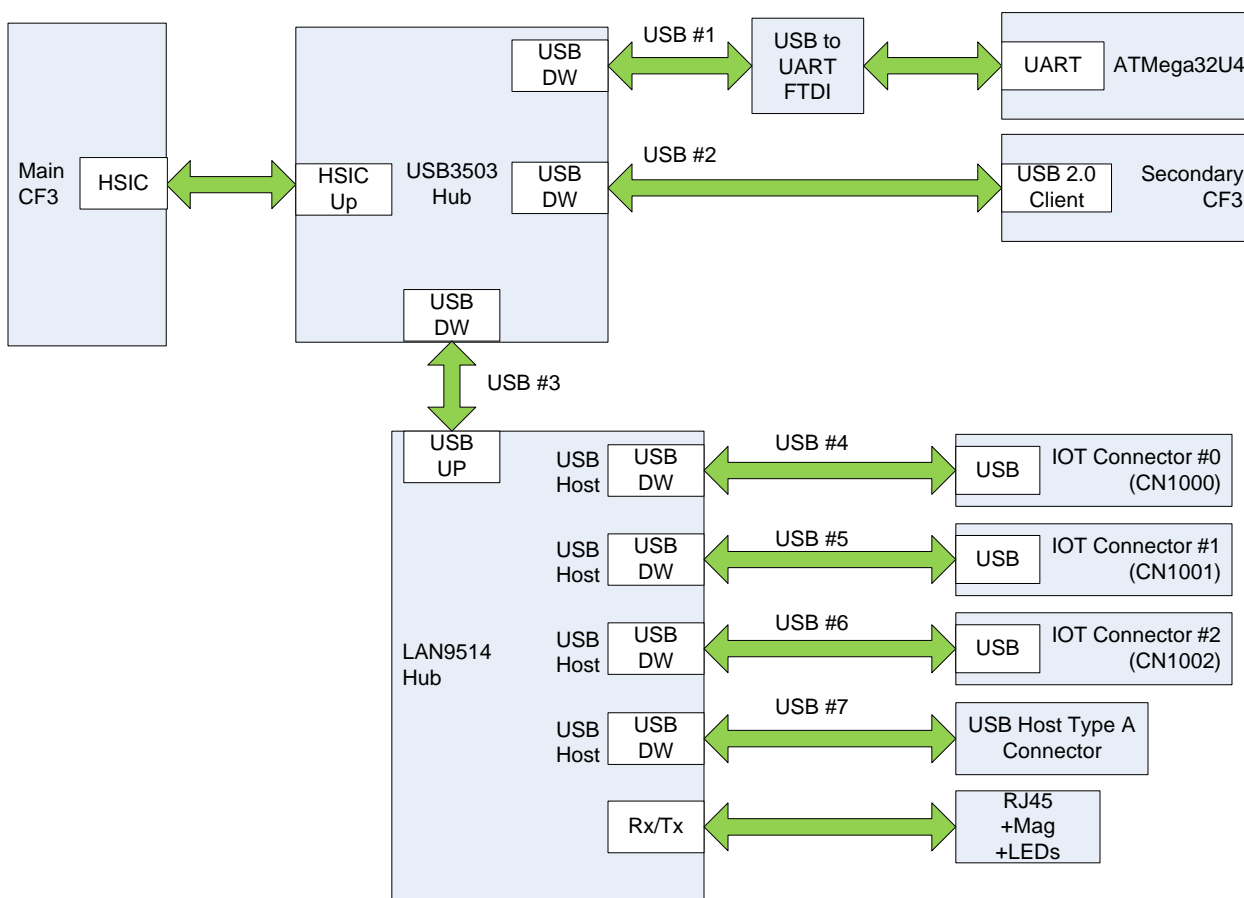 Main
CF3
HSIC
HSIC
Up
USB3503
Hub
USB
DW
USB #1
USB to
UART
FTDI
UART
ATMega32U4
USB
DW
USB #2
USB 2.0
Client
Secondary
CF3
USB
DW
USB #3
USB
UP
LAN9514
Hub
USB
Host
USB
DW
USB #4
USB
IOT Connector #0
(CN1000)
USB
Host
USB
DW
USB #5
USB
IOT Connector #1
(CN1001)
USB
Host
USB
DW
USB #6
USB
IOT Connector #2
(CN1002)
USB
Host
USB
DW
USB #7
USB Host Type A
Connector
Rx/Tx
RJ45
+Mag
+LEDs